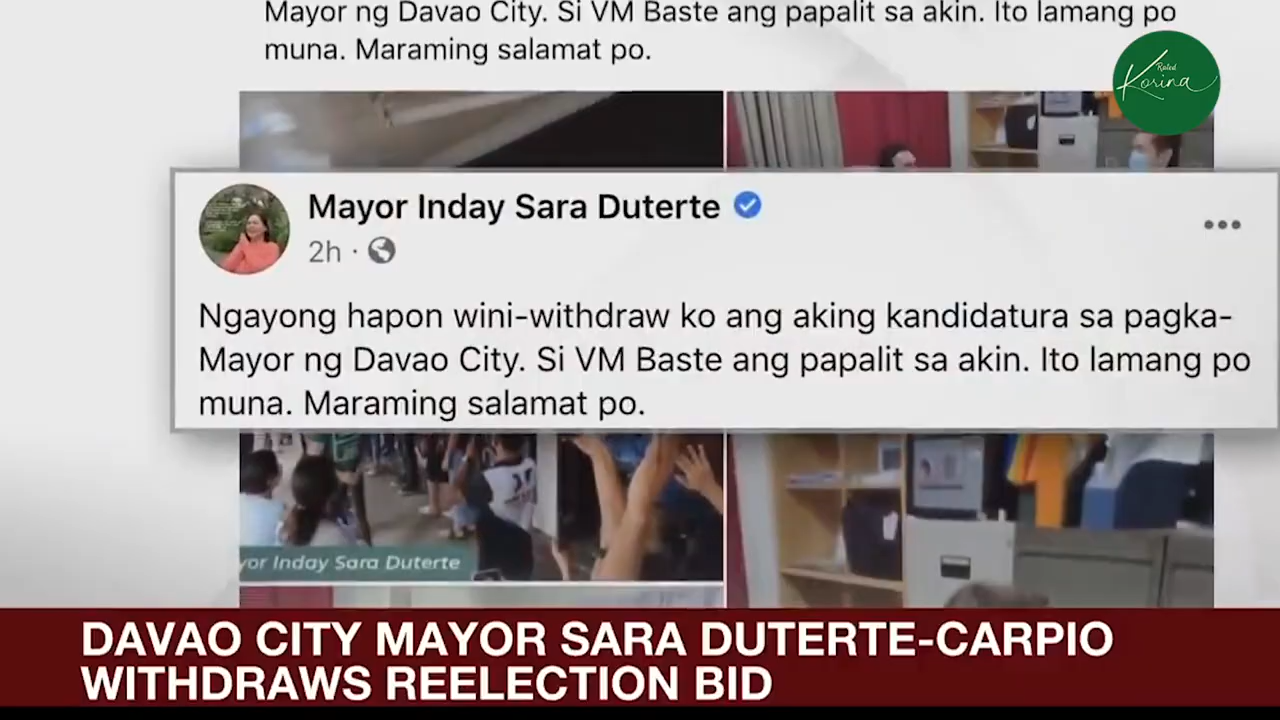 Mayor ng Davao City. Si VM Baste ang papalit sa akin. Ito lamang po
muna. Maraming salamat po.
Rated
Korina
Mayor Inday Sara Duterte
2h ·
Ngayong hapon wini-withdraw ko ang aking kandidatura sa pagka-
Mayor ng Davao City. Si VM Baste ang papalit sa akin. Ito lamang po
muna. Maraming salamat po.
yor Inday Sara Duterte
DAVAO CITY MAYOR SARA DUTERTE-CARPIO
WITHDRAWS REELECTION BID